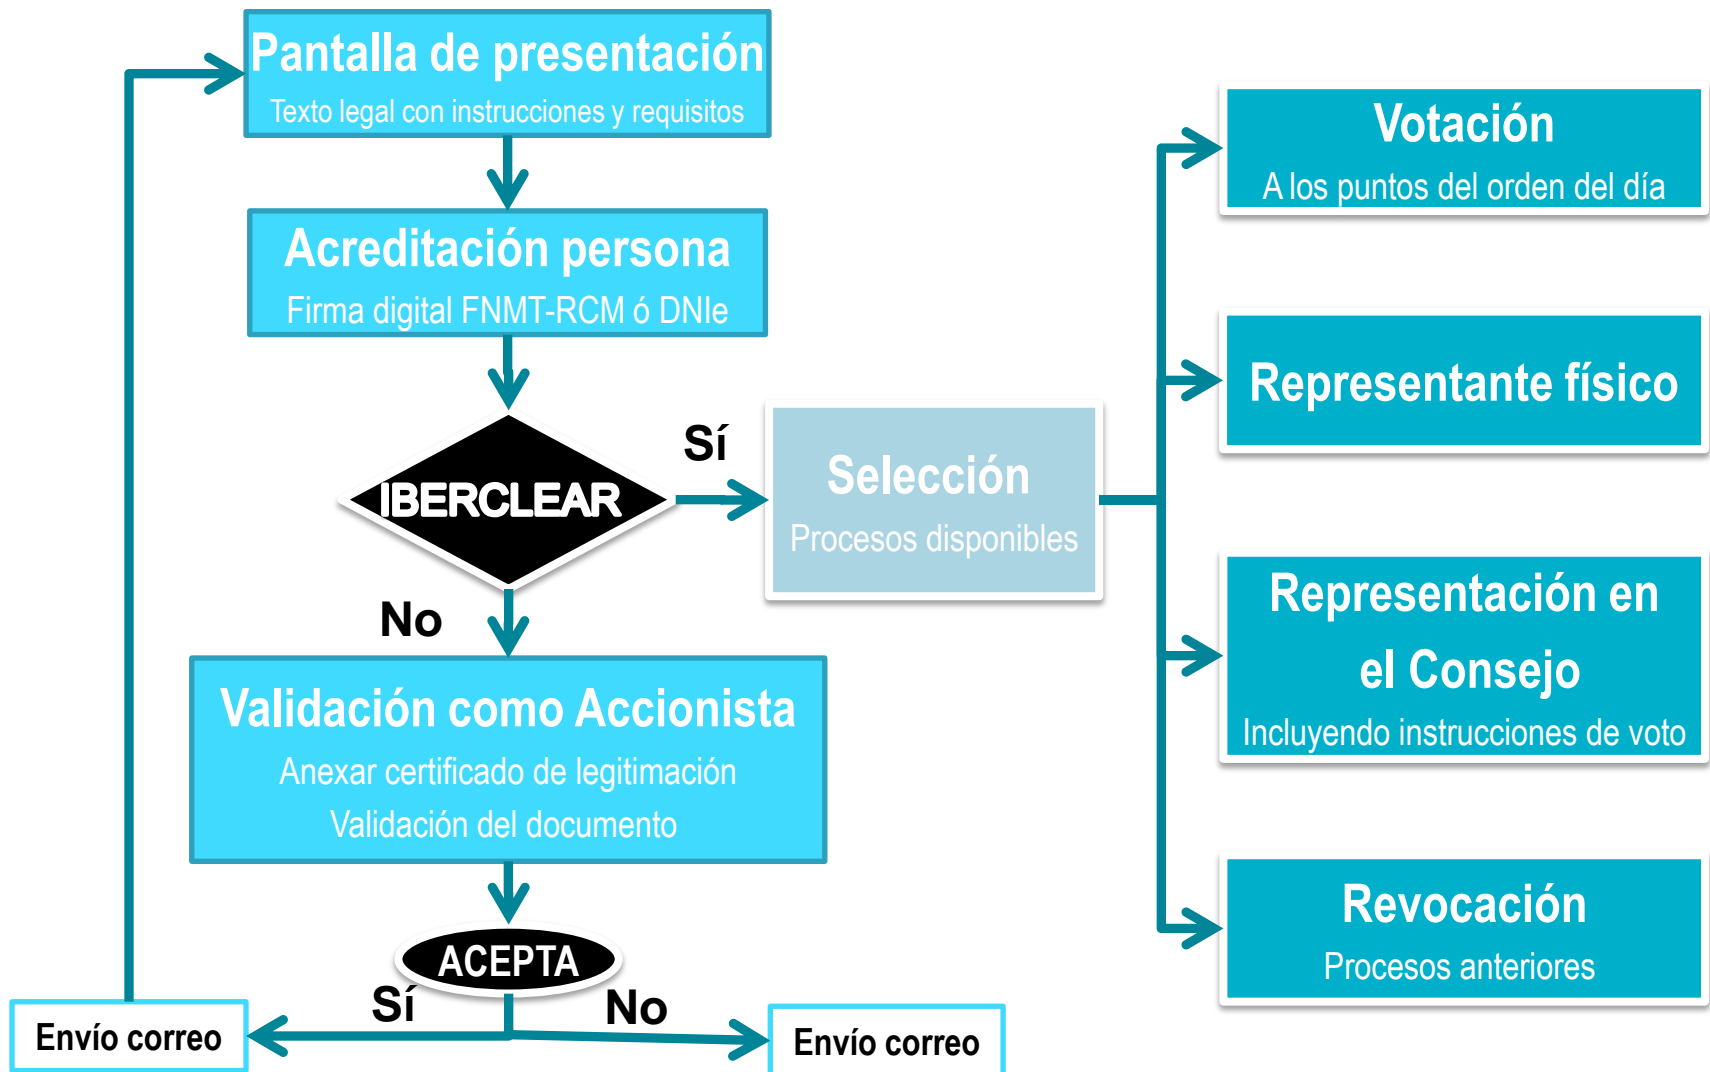 Pantalla de presentación
Texto legal con instrucciones y requisitos
Acreditación persona
Firma digital FNMT-RCM ó DNIe
IBERCLEAR
Sí
No
Selección
Procesos disponibles
Validación como Accionista
Anexar certificado de legitimación
Validación del documento
ACEPTA
Sí
No
Envío correo
Envío correo
Votación
A los puntos del orden del día
Representante físico
Representación en
el Consejo
Incluyendo instrucciones de voto
Revocación
Procesos anteriores